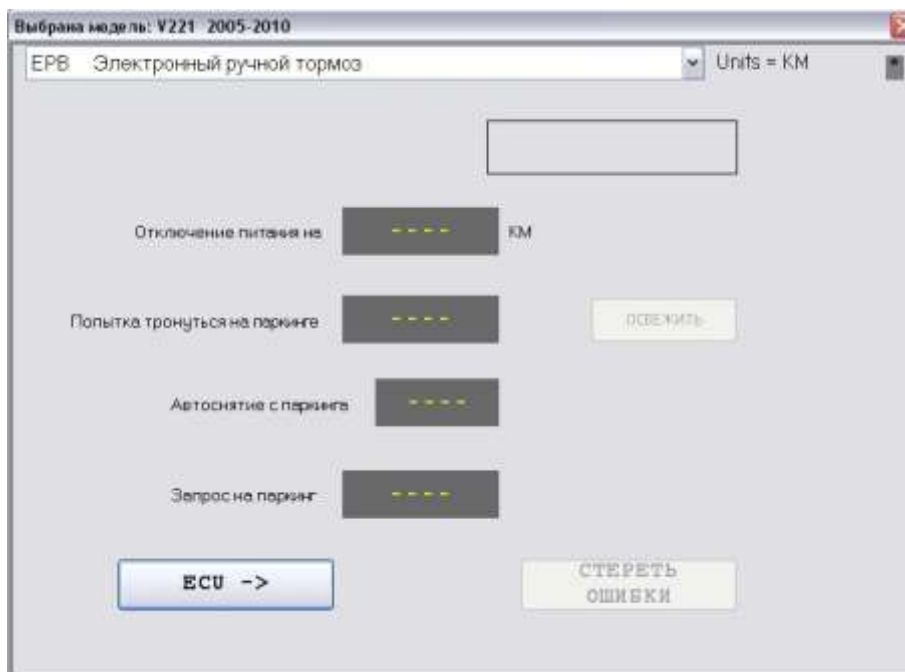 Выбрана модель: V221 2005-2010
EPB Электронный ручной тормоз
Units = KM
Отключение питания на ---- КМ
Попытка тронуться на паркинге ----
ОСВЕЖИТЬ
Автоснятие с паркинга ----
Запрос на паркинг ----
ECU ->
СТЕРЕТЬ
ОШИБКИ